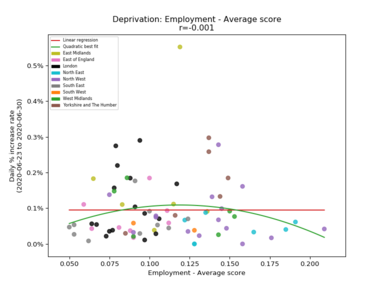 Deprivation: Employment - Average score
r=-0.001
Linear regression
Quadratic best fit
East Midlands
East of England
London
North East
North West
South East
South West
West Midlands
Yorkshire and The Humber
Daily % increase rate
(2020-06-23 to 2020-06-30)
0.5%
0.4%
0.3%
0.2%
0.1%
0.0%
0.050
0.075
0.100
0.125
0.150
0.175
0.200
Employment - Average score